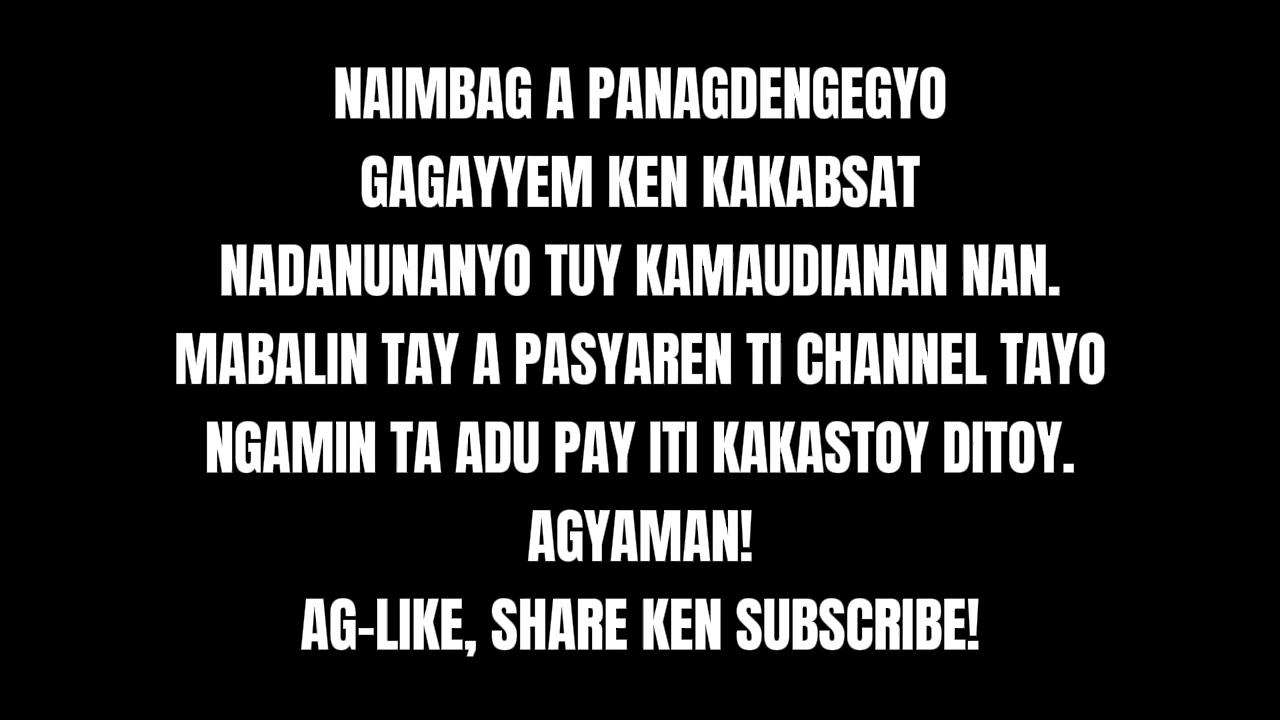 NAIMBAG A PANAGDENGEGYO
GAGAYYEM KEN KAKABSAT
NADANUNANYO TUY KAMAUDIANAN NAN.
MABALIN TAY A PASYAREN TI CHANNEL TAYO
NGAMIN TA ADU PAY ITI KAKASTOY DITOY.
AGYAMAN!
AG-LIKE, SHARE KEN SUBSCRIBE!